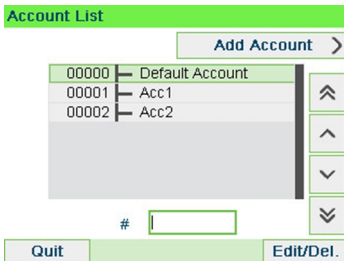 Account List
Add Account
00000 Default Account
00001 Acc1
00002 Acc2
#
Quit Edit/Del.